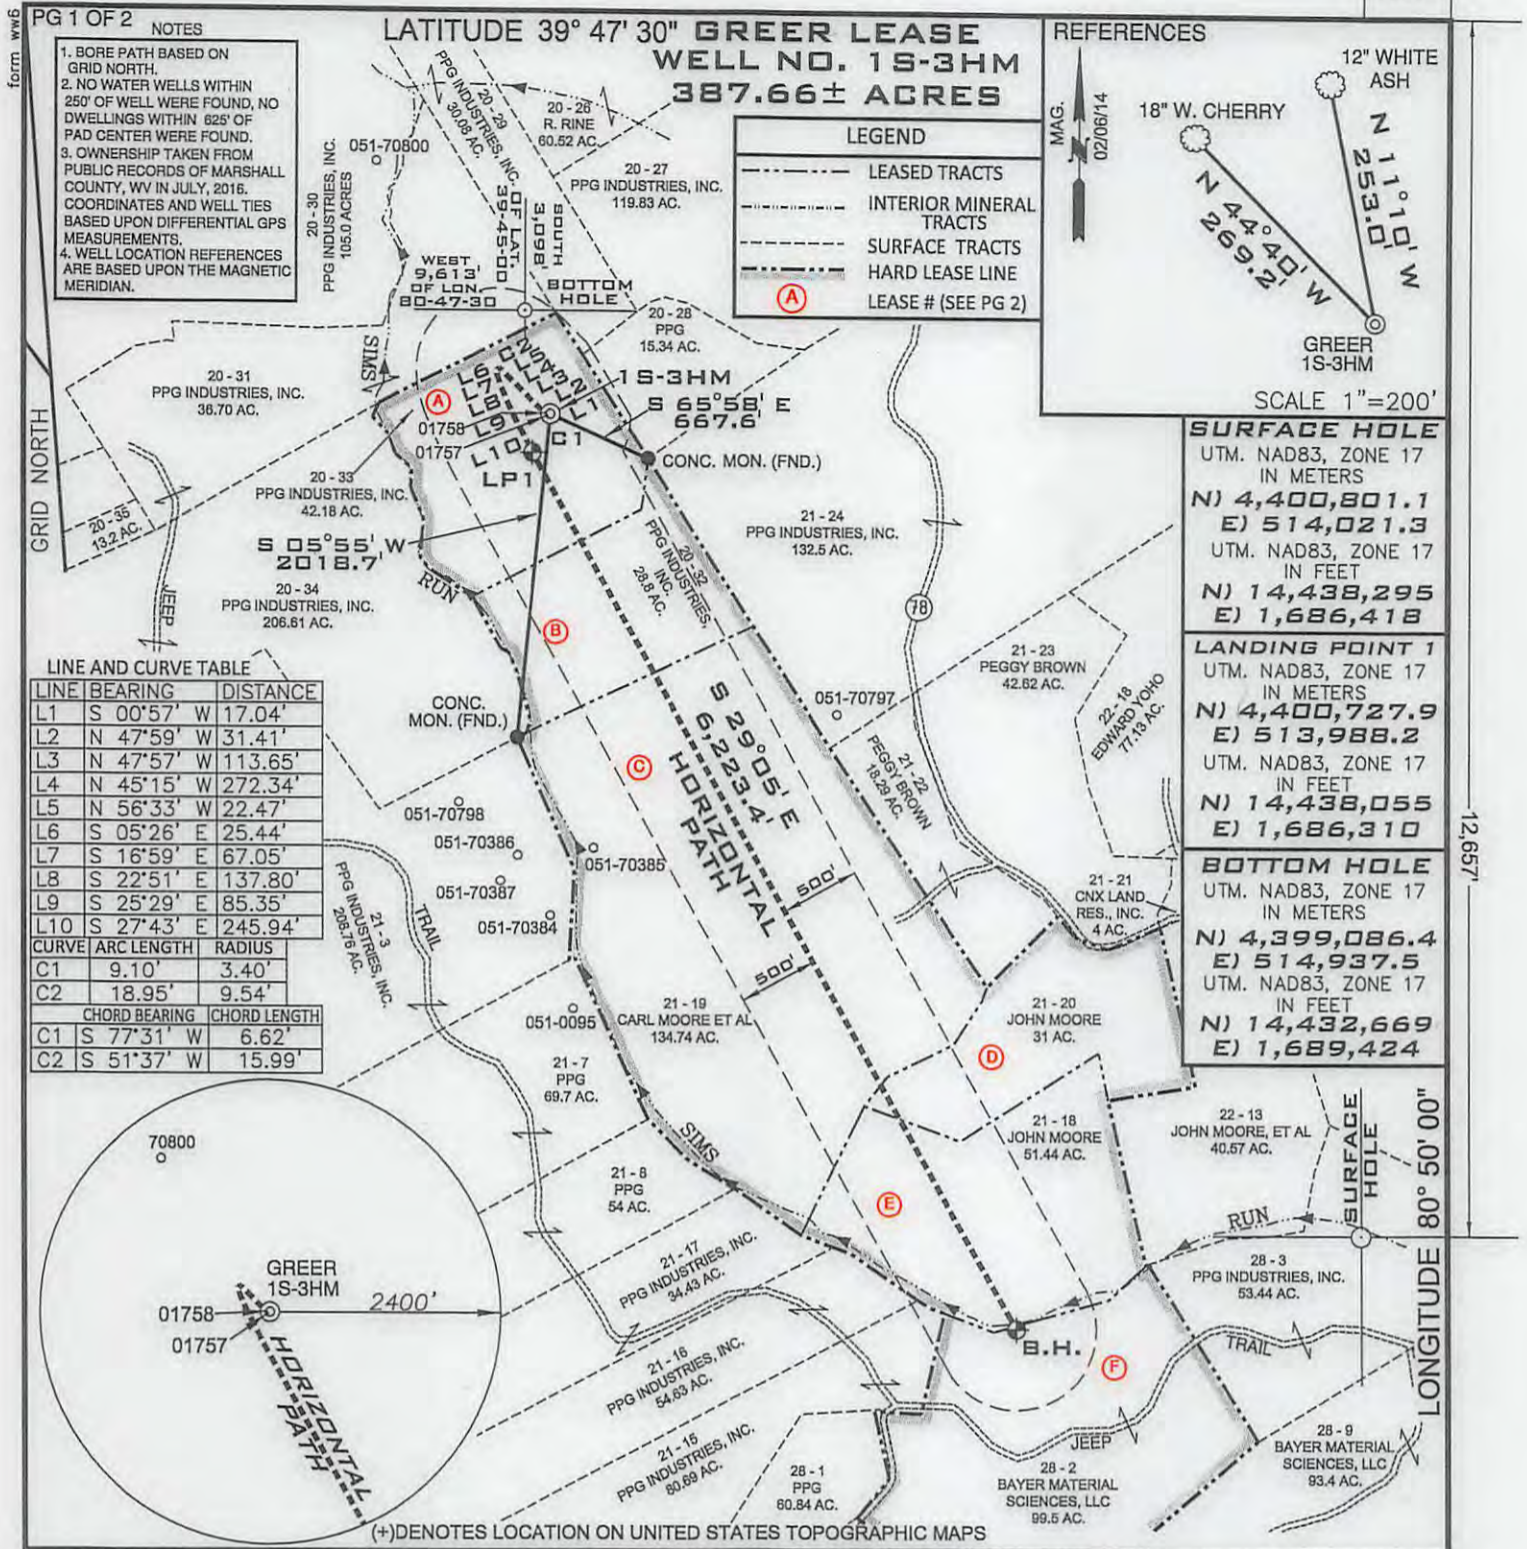 form ww6
PG 1 OF 2
NOTES
1. BORE PATH BASED ON
GRID NORTH.
2. NO WATER WELLS WITHIN
250' OF WELL WERE FOUND, NO
DWELLINGS WITHIN 625' OF
PAD CENTER WERE FOUND.
3. OWNERSHIP TAKEN FROM
PUBLIC RECORDS OF MARSHALL
COUNTY, WV IN JULY, 2016.
COORDINATES AND WELL TIES
BASED UPON DIFFERENTIAL GPS
MEASUREMENTS.
4. WELL LOCATION REFERENCES
ARE BASED UPON THE MAGNETIC
MERIDIAN.
LATITUDE 39° 47' 30"
GREER LEASE
WELL NO. 1S-3HM
387.66± ACRES
LEGEND
LEASED TRACTS
INTERIOR MINERAL
TRACTS
SURFACE TRACTS
HARD LEASE LINE
A LEASE # (SEE PG 2)
REFERENCES
MAG.
N
02/06/14
18" W. CHERRY
12" WHITE
ASH
N 44°40' W
269.2'
N 11°10' W
253.0'
GREER
1S-3HM
SCALE 1"=200'
SURFACE HOLE
UTM. NAD83, ZONE 17
IN METERS
N) 4,400,801.1
E) 514,021.3
UTM. NAD83, ZONE 17
IN FEET
N) 14,438,295
E) 1,686,418
LANDING POINT 1
UTM. NAD83, ZONE 17
IN METERS
N) 4,400,727.9
E) 513,988.2
UTM. NAD83, ZONE 17
IN FEET
N) 14,438,055
E) 1,686,310
BOTTOM HOLE
UTM. NAD83, ZONE 17
IN METERS
N) 4,399,086.4
E) 514,937.5
UTM. NAD83, ZONE 17
IN FEET
N) 14,432,669
E) 1,689,424
12,657'
LONGITUDE 80° 50' 00"
SURFACE
HOLE
GRID NORTH
051-70800
20 - 30
PPG INDUSTRIES, INC.
105.0 ACRES
20 - 29
PPG INDUSTRIES, INC.
30.08 AC.
20 - 26
R. RINE
60.52 AC.
20 - 27
PPG INDUSTRIES, INC.
119.83 AC.
SOUTH
3,098'
OF LAT.
39-45-00
WEST
9,613'
OF LON.
80-47-30
BOTTOM
HOLE
20 - 28
PPG
15.34 AC.
20 - 31
PPG INDUSTRIES, INC.
36.70 AC.
SIMS
A
L6
L7
L8
L9
L10
C2
L5
L4
L3
L2
L1
1S-3HM
S 65°58' E
667.6'
01758
01757
C1
LP1
CONC. MON. (FND.)
20 - 33
PPG INDUSTRIES, INC.
42.18 AC.
20 - 35
13.2 AC.
JEEP
S 05°55' W
2018.7'
RUN
20 - 34
PPG INDUSTRIES, INC.
206.61 AC.
20 - 32
PPG INDUSTRIES,
INC.
28.8 AC.
21 - 24
PPG INDUSTRIES, INC.
132.5 AC.
78
B
21 - 23
PEGGY BROWN
42.62 AC.
22 - 18
EDWARD YOHO
77.13 AC.
051-70797
21 - 22
PEGGY BROWN
18.29 AC.
CONC.
MON. (FND.)
C
S 29°05' E
6,223.4'
HORIZONTAL
PATH
500'
500'
LINE AND CURVE TABLE
LINE BEARING DISTANCE
L1 S 00°57' W 17.04'
L2 N 47°59' W 31.41'
L3 N 47°57' W 113.65'
L4 N 45°15' W 272.34'
L5 N 56°33' W 22.47'
L6 S 05°26' E 25.44'
L7 S 16°59' E 67.05'
L8 S 22°51' E 137.80'
L9 S 25°29' E 85.35'
L10 S 27°43' E 245.94'
CURVE ARC LENGTH RADIUS
C1 9.10' 3.40'
C2 18.95' 9.54'
CHORD BEARING CHORD LENGTH
C1 S 77°31' W 6.62'
C2 S 51°37' W 15.99'
051-70798
051-70386
051-70385
051-70387
051-70384
TRAIL
21 - 3
PPG INDUSTRIES, INC.
208.76 AC.
21 - 21
CNX LAND
RES., INC.
4 AC.
051-0095
21 - 19
CARL MOORE ET AL
134.74 AC.
21 - 20
JOHN MOORE
31 AC.
D
21 - 7
PPG
69.7 AC.
SIMS
21 - 18
JOHN MOORE
51.44 AC.
22 - 13
JOHN MOORE, ET AL
40.57 AC.
21 - 8
PPG
54 AC.
E
RUN
21 - 17
PPG INDUSTRIES, INC.
34.43 AC.
28 - 3
PPG INDUSTRIES, INC.
53.44 AC.
B.H.
F
TRAIL
21 - 16
PPG INDUSTRIES, INC.
54.63 AC.
21 - 15
PPG INDUSTRIES, INC.
80.69 AC.
28 - 1
PPG
60.84 AC.
JEEP
28 - 2
BAYER MATERIAL
SCIENCES, LLC
99.5 AC.
28 - 9
BAYER MATERIAL
SCIENCES, LLC
93.4 AC.
70800
GREER
1S-3HM
2400'
01758
01757
HORIZONTAL
PATH
(+)DENOTES LOCATION ON UNITED STATES TOPOGRAPHIC MAPS